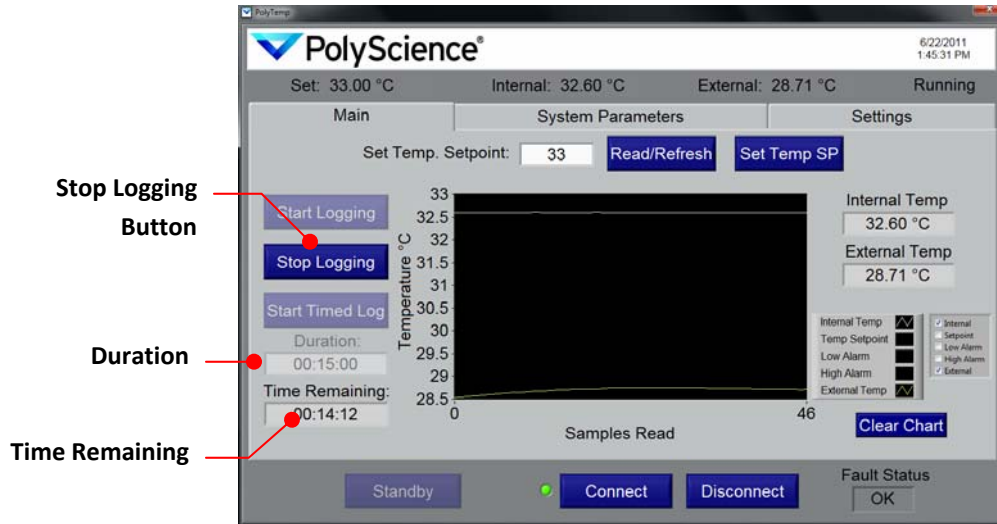 PolyTemp
PolyScience®
6/22/2011
1:45:31 PM
Set: 33.00 °C Internal: 32.60 °C External: 28.71 °C Running
Main System Parameters Settings
Set Temp. Setpoint: 33 Read/Refresh Set Temp SP
Stop Logging
Button
Duration
Time Remaining
Start Logging
Stop Logging
Start Timed Log
Duration:
00:15:00
Time Remaining:
00:14:12
Temperature °C
33
32.5
32
31.5
31
30.5
30
29.5
29
28.5
0 46
Samples Read
Internal Temp
32.60 °C
External Temp
28.71 °C
Internal Temp
Temp Setpoint
Low Alarm
High Alarm
External Temp
Internal
Setpoint
Low Alarm
High Alarm
External
Clear Chart
Standby Connect Disconnect
Fault Status
OK